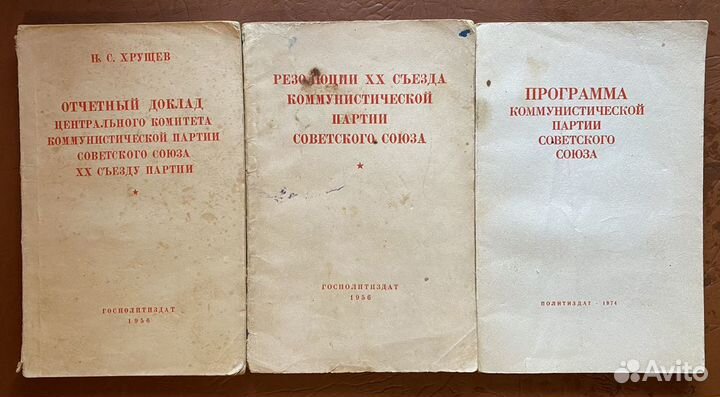 Н. С. ХРУЩЕВ
ОТЧЕТНЫЙ ДОКЛАД
ЦЕНТРАЛЬНОГО КОМИТЕТА
КОММУНИСТИЧЕСКОЙ ПАРТИИ
СОВЕТСКОГО СОЮЗА
XX СЪЕЗДУ ПАРТИИ
ГОСПОЛИТИЗДАТ
1956
РЕЗОЛЮЦИИ XX СЪЕЗДА
КОММУНИСТИЧЕСКОЙ
ПАРТИИ
СОВЕТСКОГО СОЮЗА
ГОСПОЛИТИЗДАТ
1956
ПРОГРАММА
КОММУНИСТИЧЕСКОЙ
ПАРТИИ
СОВЕТСКОГО
СОЮЗА
ПОЛИТИЗДАТ · 1974
Avito